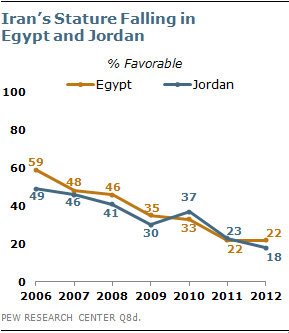 Iran's Stature Falling in
Egypt and Jordan
% Favorable
Egypt Jordan
100
80
60
40
20
0
59 48 46 35 37 23 22
49 46 41 30 33 22 18
2006 2007 2008 2009 2010 2011 2012
PEW RESEARCH CENTER Q8d.